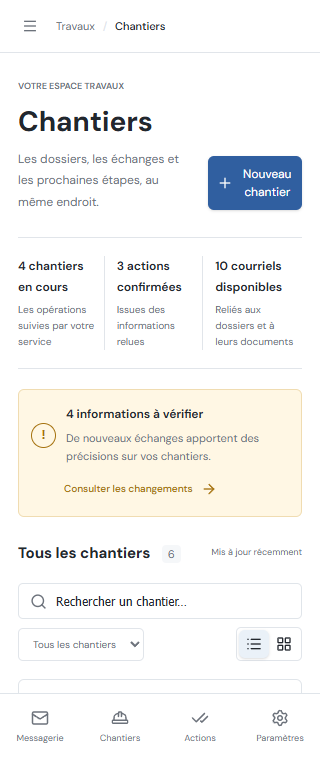 Travaux / Chantiers
VOTRE ESPACE TRAVAUX
Chantiers
Les dossiers, les échanges et
les prochaines étapes, au
même endroit.
Nouveau
chantier
4 chantiers
en cours
Les opérations
suivies par votre
service
3 actions
confirmées
Issues des
informations
relues
10 courriels
disponibles
Reliés aux
dossiers et à
leurs documents
4 informations à vérifier
De nouveaux échanges apportent des
précisions sur vos chantiers.
Consulter les changements
Tous les chantiers 6
Mis à jour récemment
Rechercher un chantier...
Tous les chantiers
Messagerie
Chantiers
Actions
Paramètres